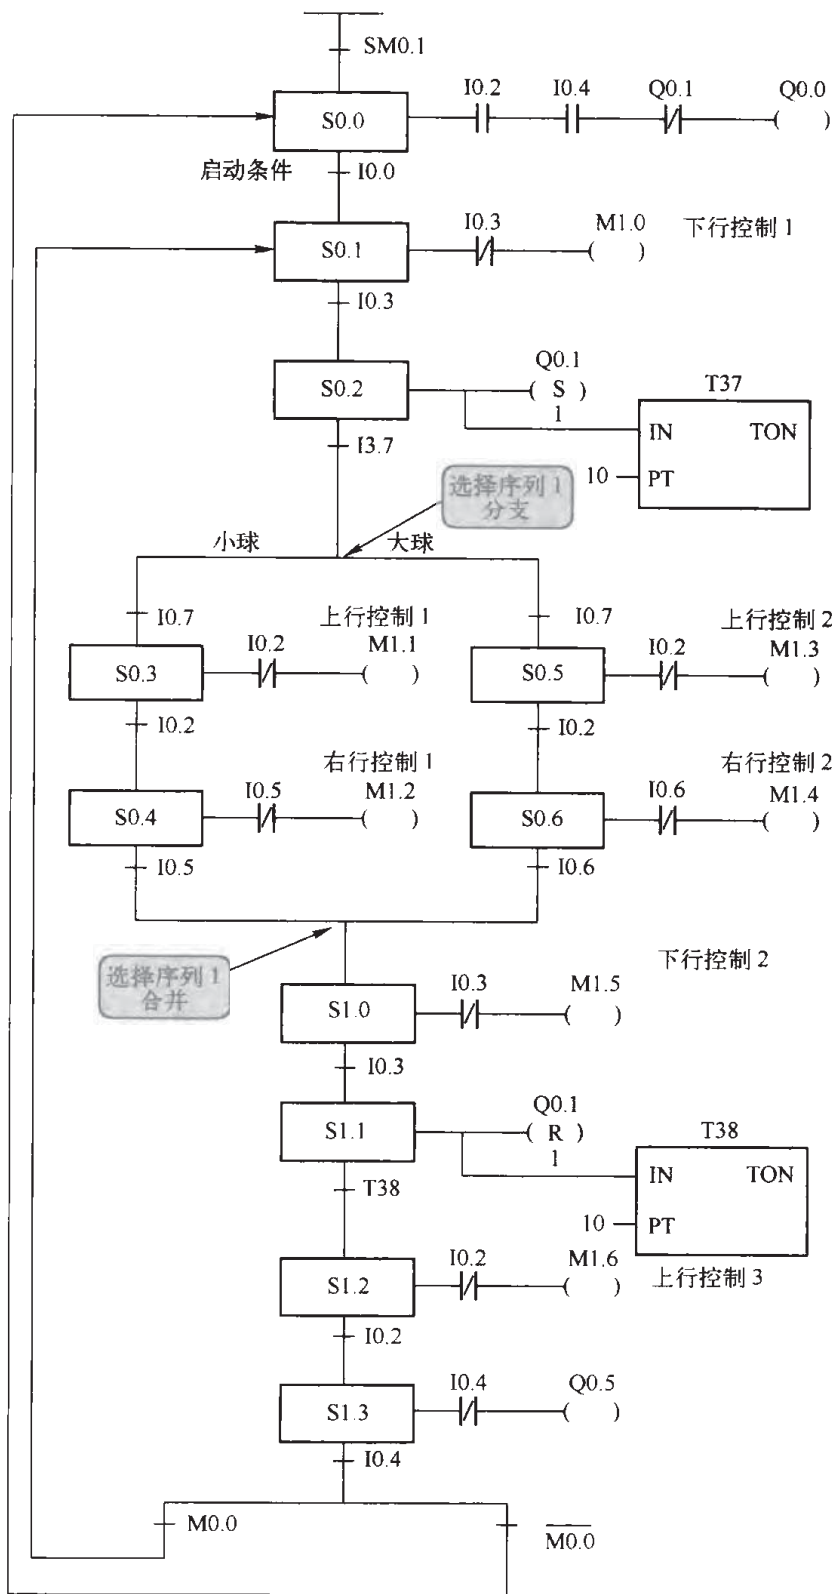 SM0.1
I0.2 I0.4 Q0.1 Q0.0
S0.0
( )
启动条件 I0.0
I0.3 M1.0 下行控制 1
S0.1
( )
I0.3
Q0.1
S0.2
( S )
1
T37
IN TON
I3.7
10 PT
选择序列 1
分支
小球 大球
I0.7
上行控制 1
I0.2 M1.1
S0.3
( )
I0.2
右行控制 1
I0.5 M1.2
S0.4
( )
I0.5
I0.7
上行控制 2
I0.2 M1.3
S0.5
( )
I0.2
右行控制 2
I0.6 M1.4
S0.6
( )
I0.6
选择序列 1
合并
下行控制 2
I0.3 M1.5
S1.0
( )
I0.3
Q0.1
S1.1
( R )
1
T38
IN TON
T38
10 PT
I0.2 M1.6
S1.2
( )
上行控制 3
I0.2
I0.4 Q0.5
S1.3
( )
I0.4
M0.0
M̅0̅.̅0̅